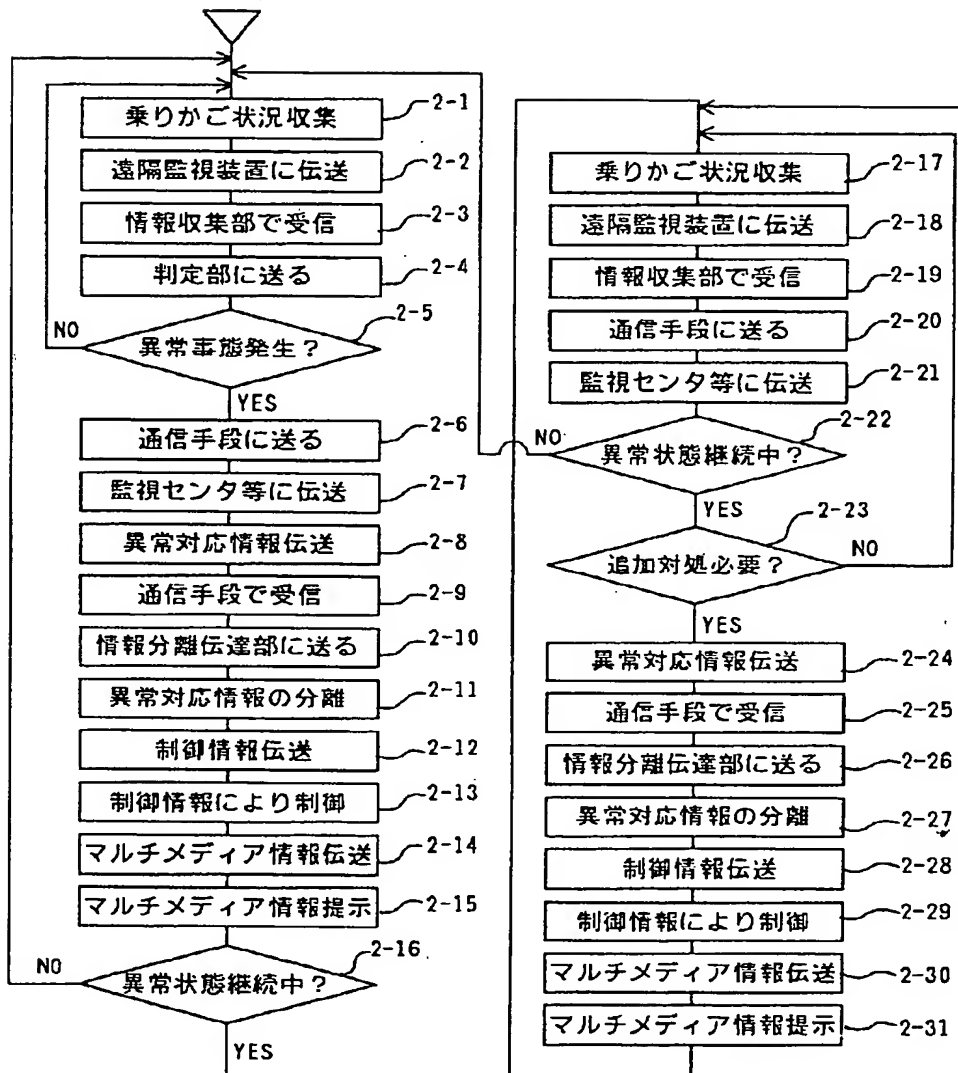 乗りかご状況収集 2-1
遠隔監視装置に伝送 2-2
情報収集部で受信 2-3
判定部に送る 2-4
2-5
NO
異常事態発生？
YES
通信手段に送る 2-6
監視センタ等に伝送 2-7
異常対応情報伝送 2-8
通信手段で受信 2-9
情報分離伝達部に送る 2-10
異常対応情報の分離 2-11
制御情報伝送 2-12
制御情報により制御 2-13
マルチメディア情報伝送 2-14
マルチメディア情報提示 2-15
2-16
NO
異常状態継続中？
YES
乗りかご状況収集 2-17
遠隔監視装置に伝送 2-18
情報収集部で受信 2-19
通信手段に送る 2-20
監視センタ等に伝送 2-21
2-22
NO
異常状態継続中？
YES
2-23
追加対処必要？
NO
YES
異常対応情報伝送 2-24
通信手段で受信 2-25
情報分離伝達部に送る 2-26
異常対応情報の分離 2-27
制御情報伝送 2-28
制御情報により制御 2-29
マルチメディア情報伝送 2-30
マルチメディア情報提示 2-31